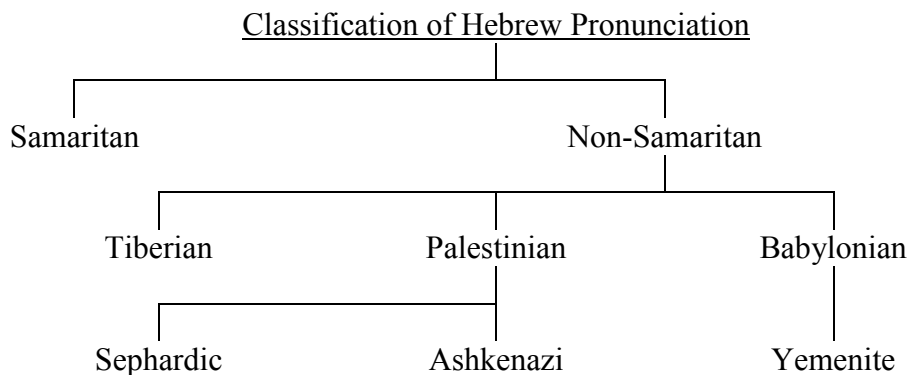 Classification of Hebrew Pronunciation
Samaritan Non-Samaritan
Tiberian Palestinian Babylonian
Sephardic Ashkenazi Yemenite